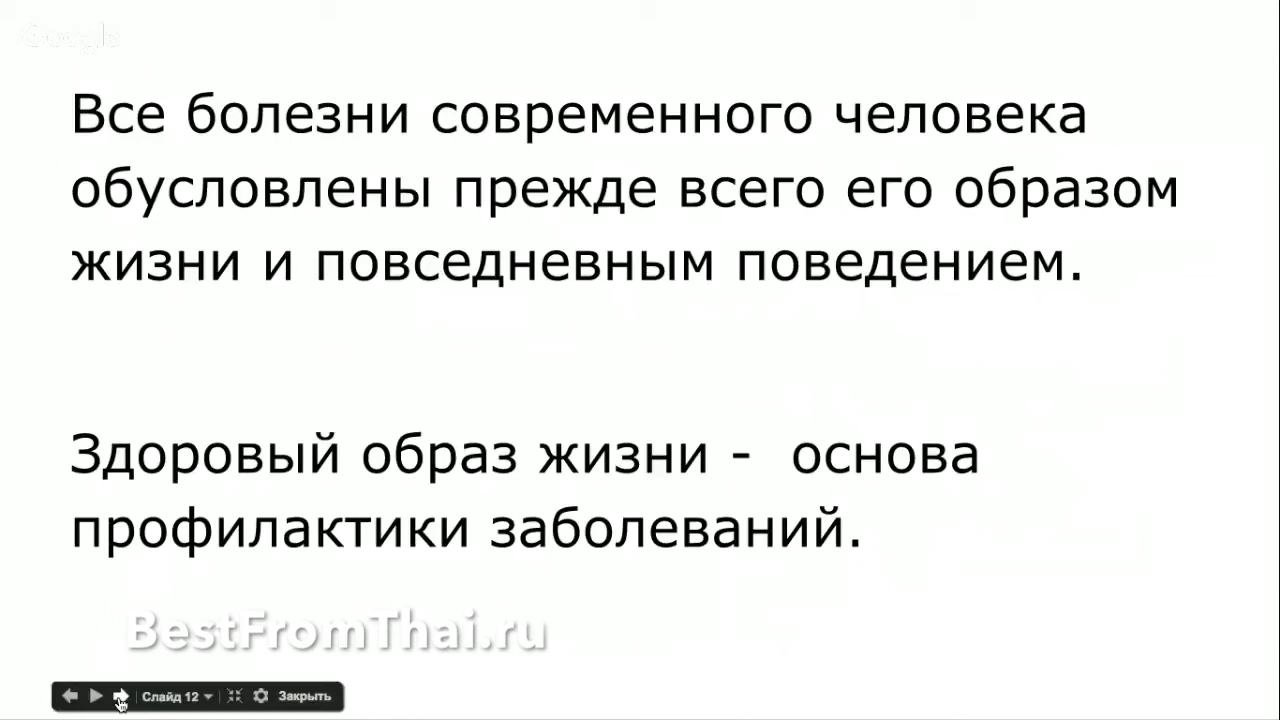 Google
Все болезни современного человека
обусловлены прежде всего его образом
жизни и повседневным поведением.
Здоровый образ жизни - основа
профилактики заболеваний.
BestFromThai.ru
Слайд 12 Закрыть